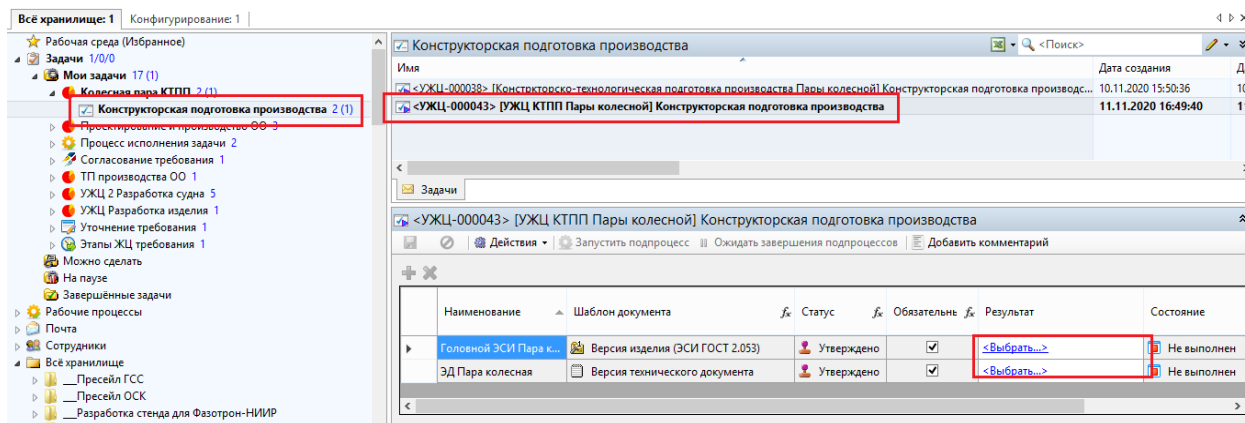 Всё хранилище: 1 Конфигурирование: 1
Рабочая среда (Избранное)
Задачи 1/0/0
Мои задачи 17 (1)
Колесная пара КТПП 2 (1)
Конструкторская подготовка производства 2 (1)
Проектирование и производство ОО 3
Процесс исполнения задачи 2
Согласование требования 1
ТП производства ОО 1
УЖЦ 2 Разработка судна 5
УЖЦ Разработка изделия 1
Уточнение требования 1
Этапы ЖЦ требования 1
Можно сделать
На паузе
Завершённые задачи
Рабочие процессы
Почта
Сотрудники
Всё хранилище
__Пресейл ГСС
__Пресейл ОСК
__Разработка стенда для Фазотрон-НИИР
Конструкторская подготовка производства <Поиск>
Имя Дата создания Д
<УЖЦ-000038> [Конструкторско-технологическая подготовка производства Пары колесной] Конструкторская подготовка производс... 10.11.2020 15:50:36 10
<УЖЦ-000043> [УЖЦ КТПП Пары колесной] Конструкторская подготовка производства 11.11.2020 16:49:40 1
Задачи
<УЖЦ-000043> [УЖЦ КТПП Пары колесной] Конструкторская подготовка производства
Действия Запустить подпроцесс Ожидать завершения подпроцессов Добавить комментарий
Наименование Шаблон документа fx Статус fx Обязательн fx Результат Состояние
Головной ЭСИ Пара к... Версия изделия (ЭСИ ГОСТ 2.053) Утверждено <Выбрать...> Не выполнен
ЭД Пара колесная Версия технического документа Утверждено <Выбрать...> Не выполнен